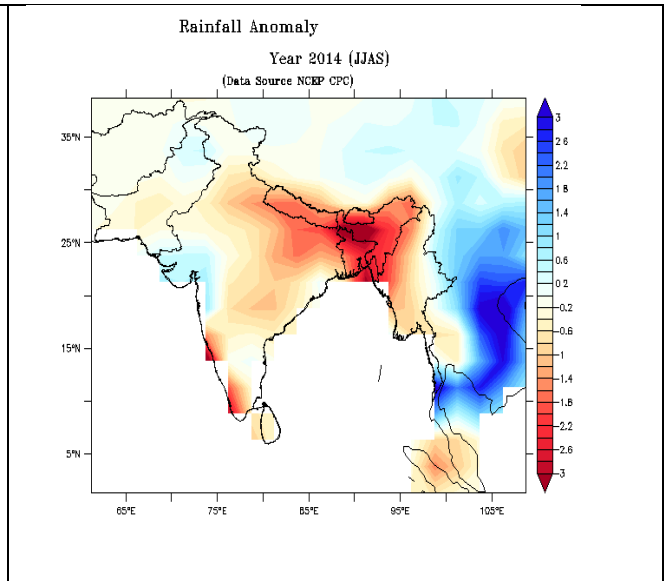 Rainfall Anomaly
Year 2014 (JJAS)
(Data Source NCEP CPC)
35°N
25°N
15°N
5°N
65°E 75°E 85°E 95°E 105°E
3
2.6
2.2
1.8
1.4
1
0.6
0.2
-0.2
-0.6
-1
-1.4
-1.8
-2.2
-2.6
-3